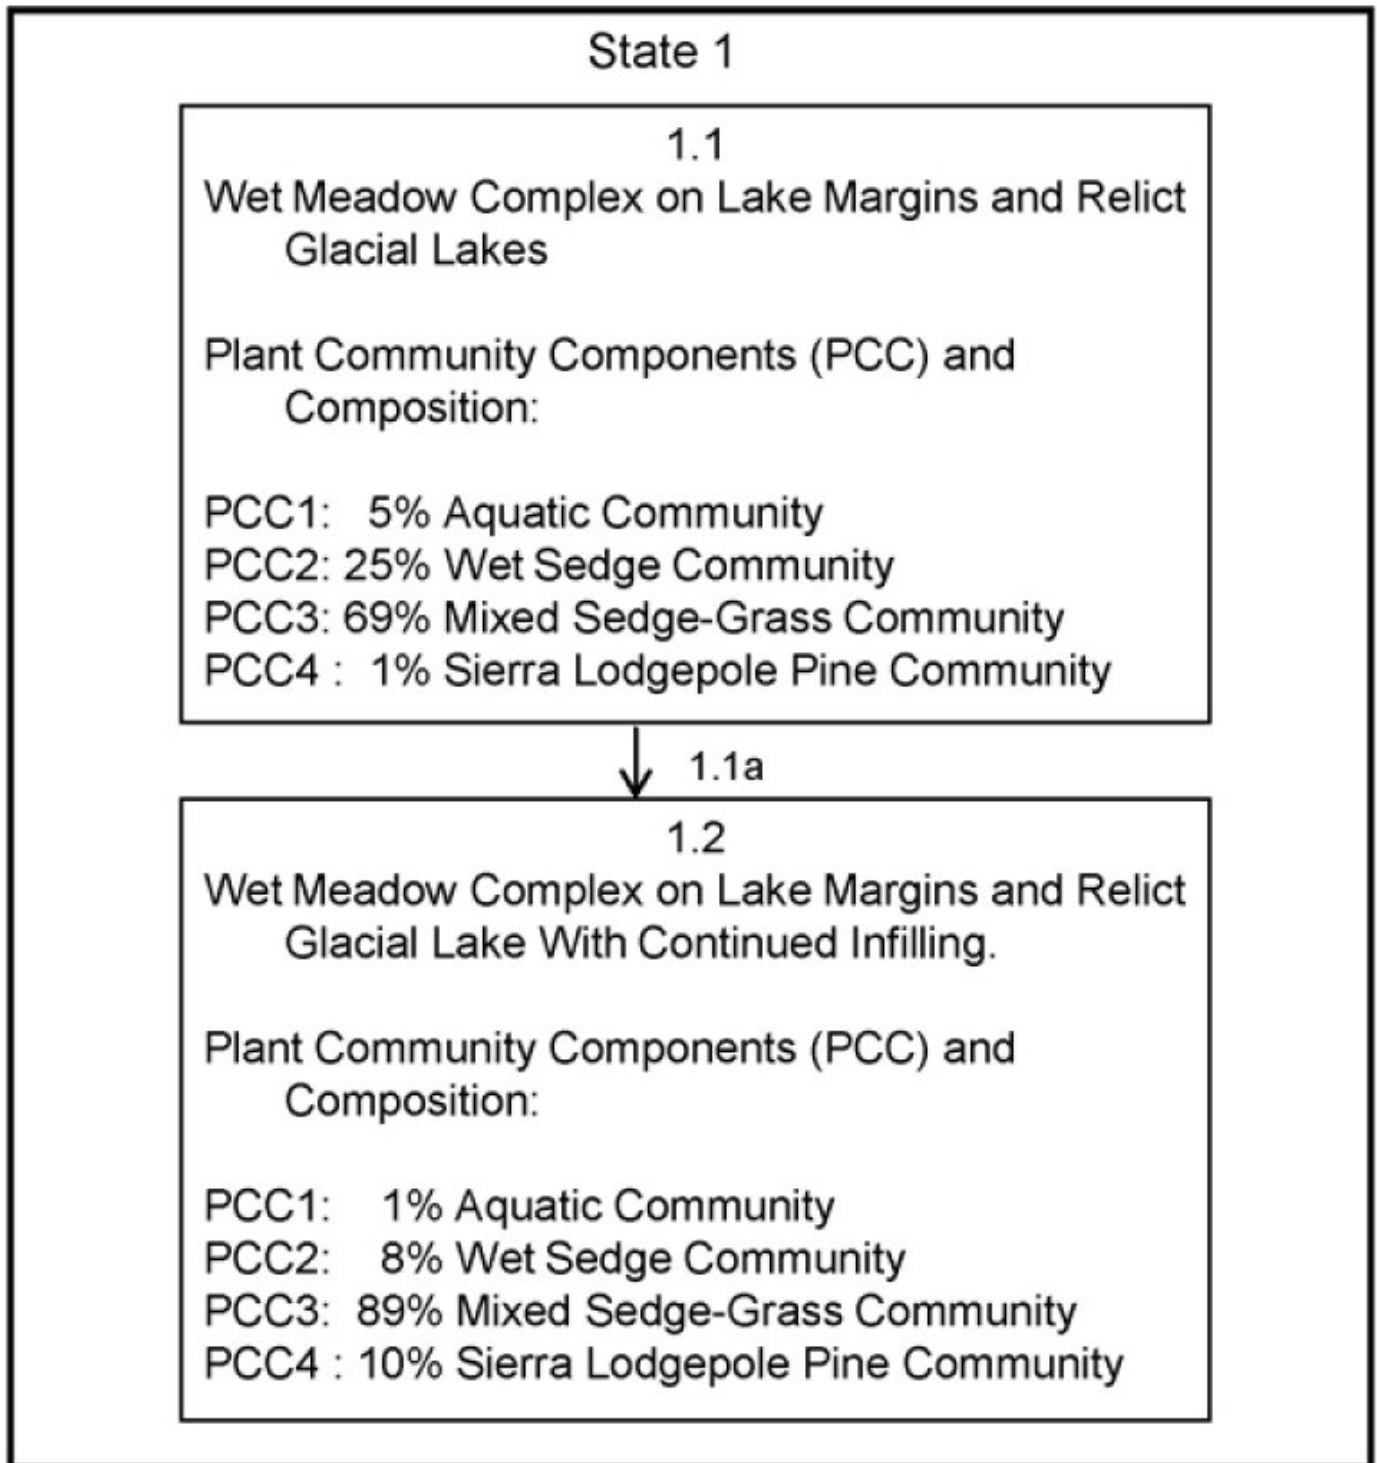 State 1
1.1
Wet Meadow Complex on Lake Margins and Relict
Glacial Lakes
Plant Community Components (PCC) and
Composition:
PCC1: 5% Aquatic Community
PCC2: 25% Wet Sedge Community
PCC3: 69% Mixed Sedge-Grass Community
PCC4 : 1% Sierra Lodgepole Pine Community
1.1a
1.2
Wet Meadow Complex on Lake Margins and Relict
Glacial Lake With Continued Infilling.
Plant Community Components (PCC) and
Composition:
PCC1: 1% Aquatic Community
PCC2: 8% Wet Sedge Community
PCC3: 89% Mixed Sedge-Grass Community
PCC4 : 10% Sierra Lodgepole Pine Community